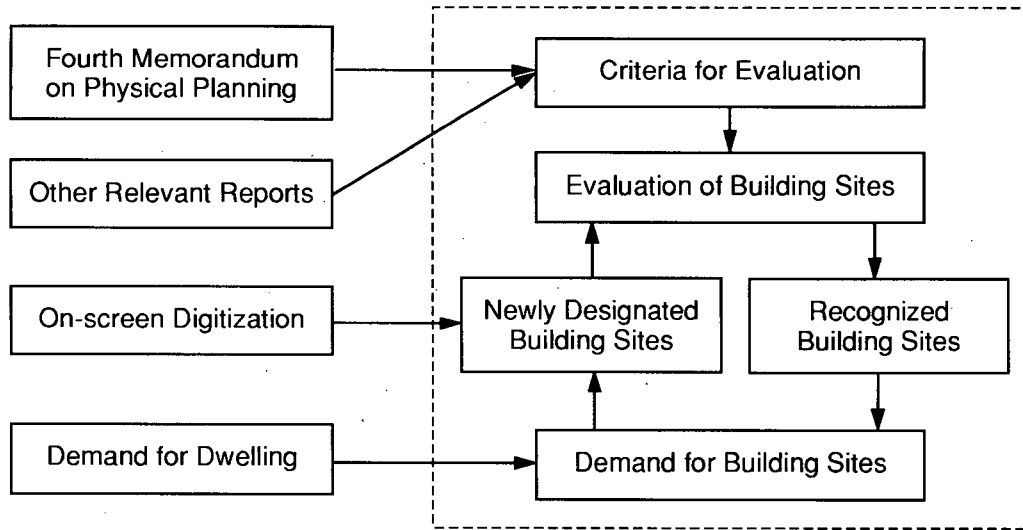 Fourth Memorandum
on Physical Planning
Criteria for Evaluation
Other Relevant Reports
Evaluation of Building Sites
On-screen Digitization
Newly Designated
Building Sites
Recognized
Building Sites
Demand for Dwelling
Demand for Building Sites